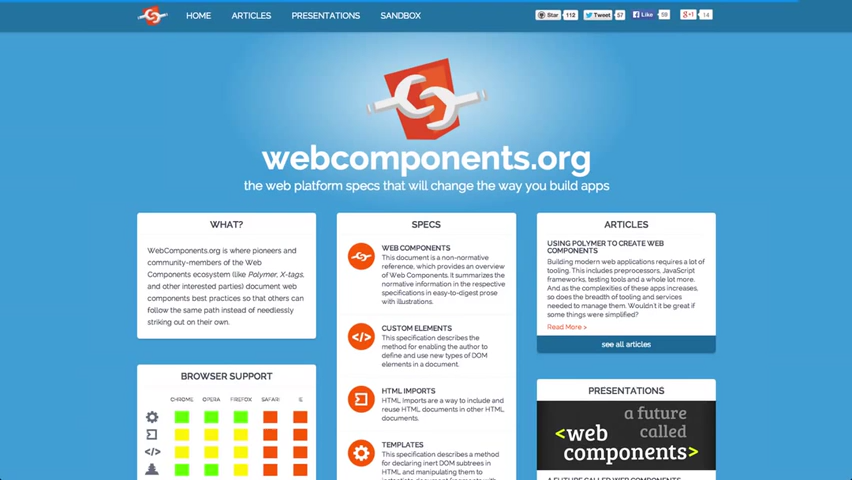 HOME ARTICLES PRESENTATIONS SANDBOX
Star 112 Tweet 57 Like 59 +1 14
webcomponents.org
the web platform specs that will change the way you build apps
WHAT?
WebComponents.org is where pioneers and
community-members of the Web
Components ecosystem (like Polymer, X-tags,
and other interested parties) document web
components best practices so that others can
follow the same path instead of needlessly
striking out on their own.
BROWSER SUPPORT
CHROME OPERA FIREFOX SAFARI IE
</>
SPECS
WEB COMPONENTS
This document is a non-normative
reference, which provides an overview
of Web Components. It summarizes the
normative information in the respective
specifications in easy-to-digest prose
with illustrations.
</>
CUSTOM ELEMENTS
This specification describes the
method for enabling the author to
define and use new types of DOM
elements in a document.
HTML IMPORTS
HTML Imports are a way to include and
reuse HTML documents in other HTML
documents.
TEMPLATES
This specification describes a method
for declaring inert DOM subtrees in
HTML and manipulating them to
ARTICLES
USING POLYMER TO CREATE WEB
COMPONENTS
Building modern web applications requires a lot of
tooling. This includes preprocessors, JavaScript
frameworks, testing tools and a whole lot more.
And as the complexities of these apps increases,
so does the breadth of tooling and services
needed to manage them. Wouldn't it be great if
some things were simplified?
Read More >
see all articles
PRESENTATIONS
a future
called
<web
components>
A FUTURE CALLED WEB COMPONENTS